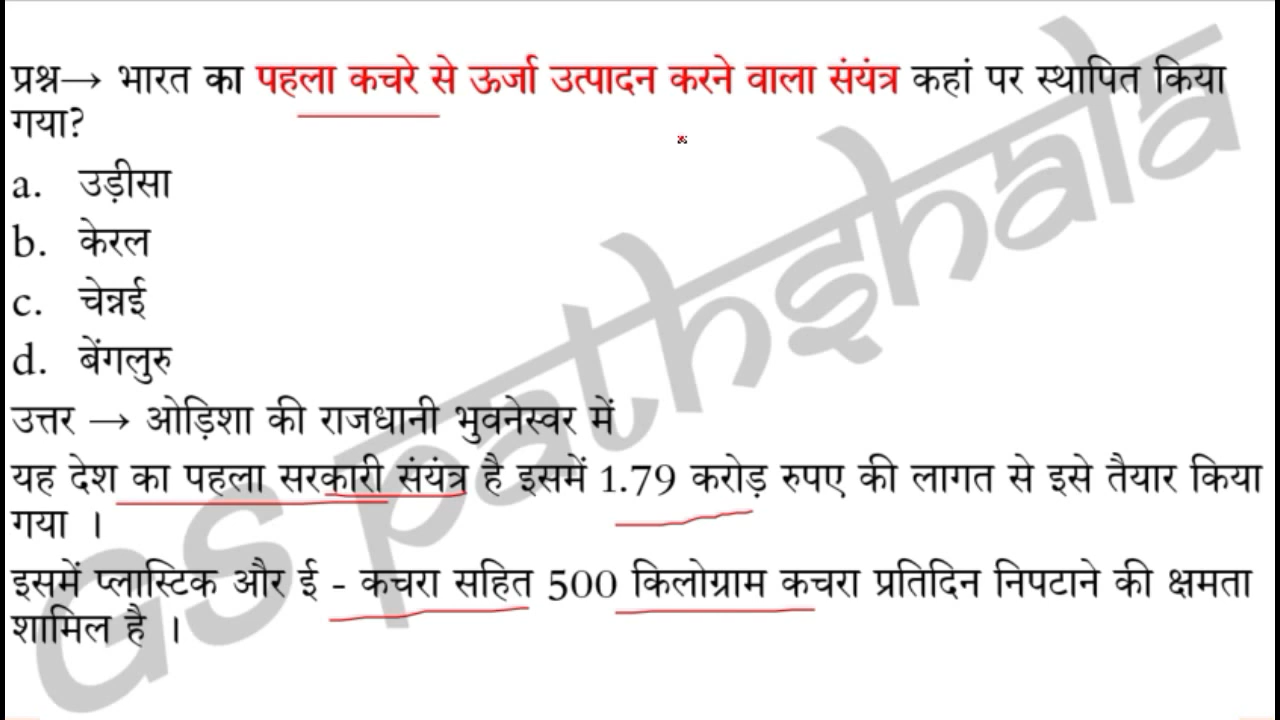 प्रश्न→ भारत का पहला कचरे से ऊर्जा उत्पादन करने वाला संयंत्र कहां पर स्थापित किया
गया?
a. उड़ीसा
b. केरल
c. चेन्नई
d. बेंगलुरु
उत्तर → ओड़िशा की राजधानी भुवनेस्वर में
यह देश का पहला सरकारी संयंत्र है इसमें 1.79 करोड़ रुपए की लागत से इसे तैयार किया
गया ।
इसमें प्लास्टिक और ई - कचरा सहित 500 किलोग्राम कचरा प्रतिदिन निपटाने की क्षमता
शामिल है ।
GS pathshala